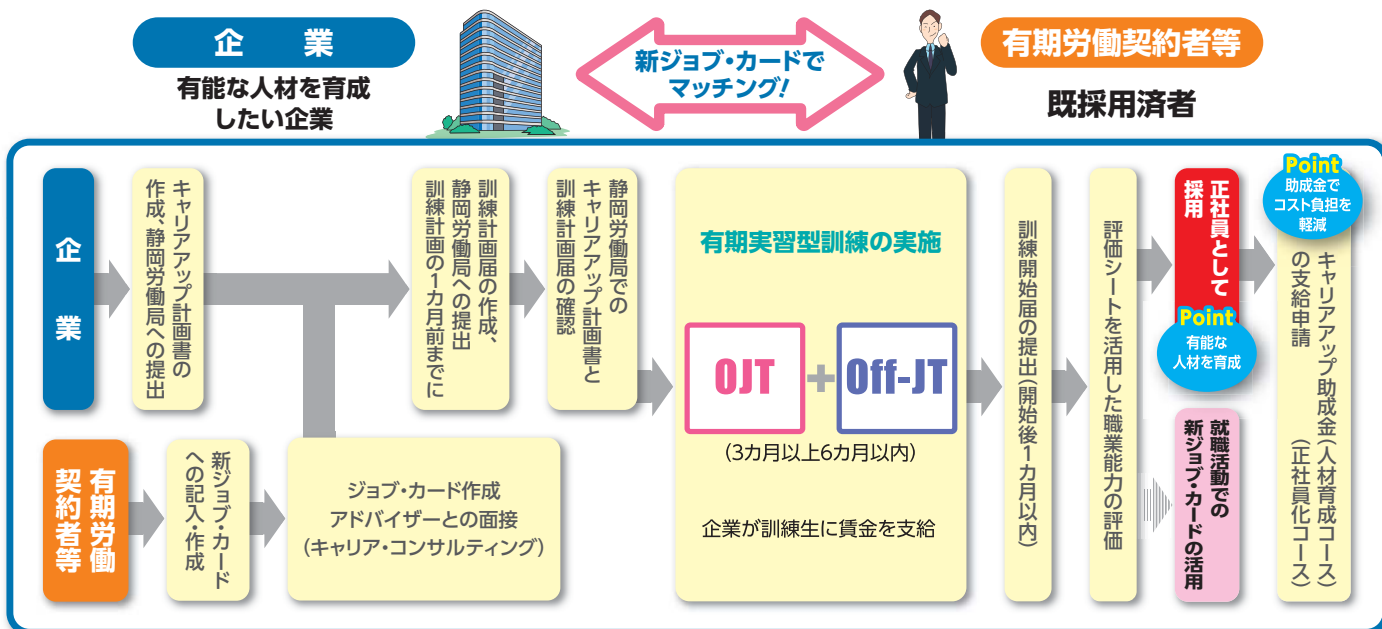 企業
有能な人材を育成
したい企業
新ジョブ・カードで
マッチング!
有期労働契約者等
既採用済者
企業
キャリアアップ計画書の
作成、静岡労働局への提出
訓練計画届の作成、
静岡労働局への提出
訓練計画の1カ月前までに
静岡労働局での
キャリアアップ計画書と
訓練計画届の確認
有期実習型訓練の実施
OJT + Off-JT
(3カ月以上6カ月以内)
企業が訓練生に賃金を支給
訓練開始届の提出(開始後1カ月以内)
評価シートを活用した職業能力の評価
正社員として
採用
Point
有能な
人材を育成
Point
助成金で
コスト負担を
軽減
キャリアアップ助成金(人材育成コース)
(正社員化コース)
の支給申請
有期労働
契約者等
新ジョブ・カード
への記入・作成
ジョブ・カード作成
アドバイザーとの面接
(キャリア・コンサルティング)
就職活動での
新ジョブ・カードの活用